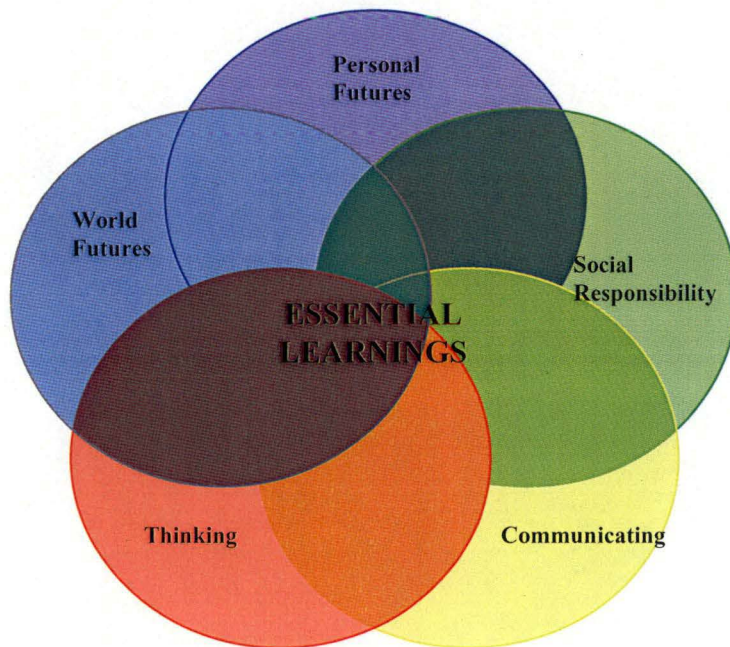 Personal
Futures
World
Futures
Social
Responsibility
ESSENTIAL
LEARNINGS
Thinking
Communicating